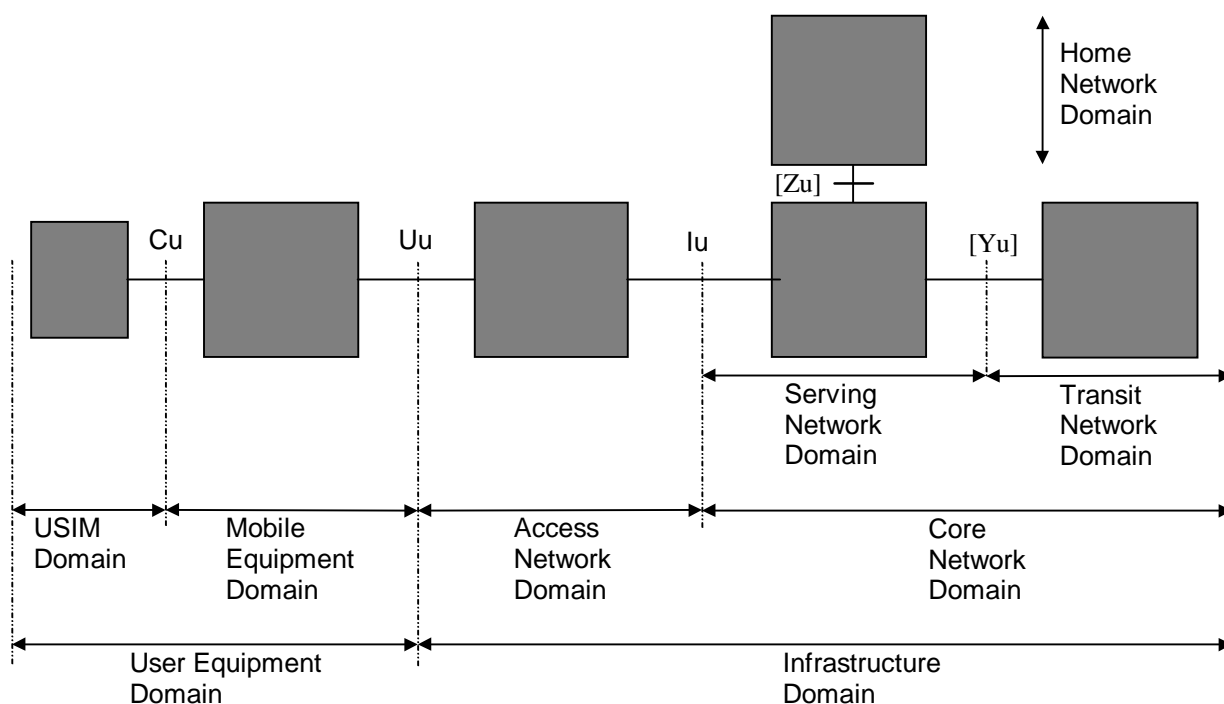 Home
Network
Domain
[Zu]
Cu
Uu
Iu
[Yu]
Serving
Network
Domain
Transit
Network
Domain
USIM
Domain
Mobile
Equipment
Domain
Access
Network
Domain
Core
Network
Domain
User Equipment
Domain
Infrastructure
Domain